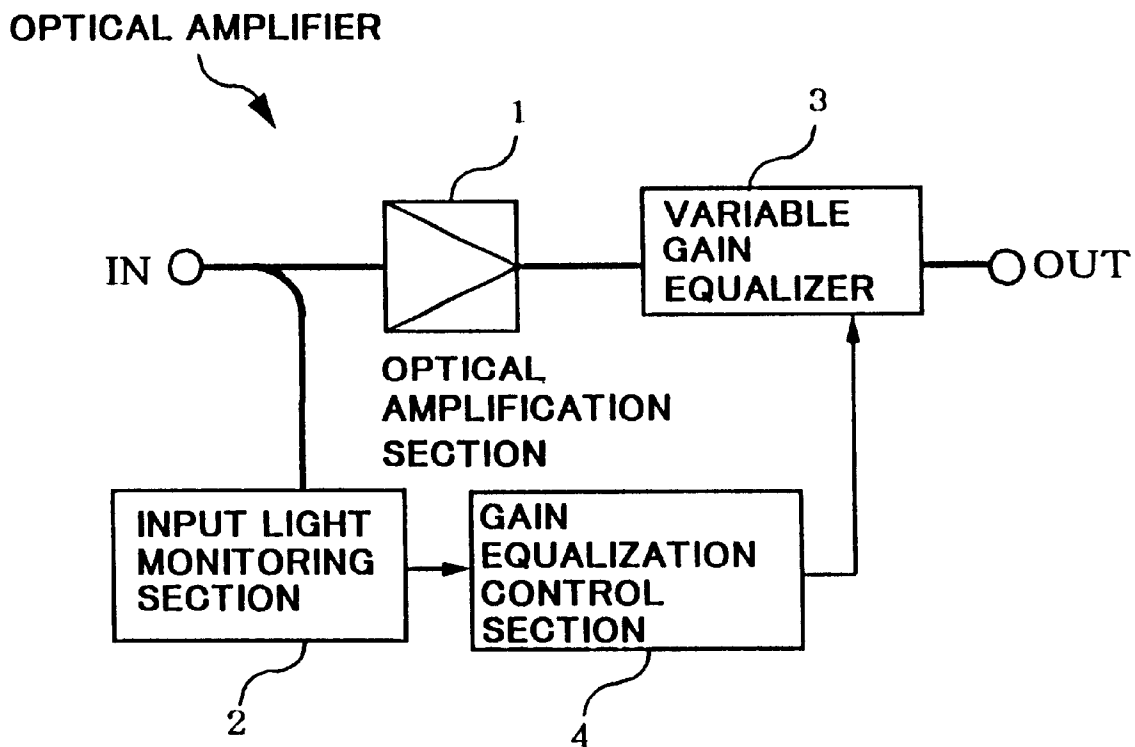 OPTICAL AMPLIFIER
1
3
VARIABLE
GAIN
EQUALIZER
IN
OUT
OPTICAL
AMPLIFICATION
SECTION
INPUT LIGHT
MONITORING
SECTION
GAIN
EQUALIZATION
CONTROL
SECTION
2
4